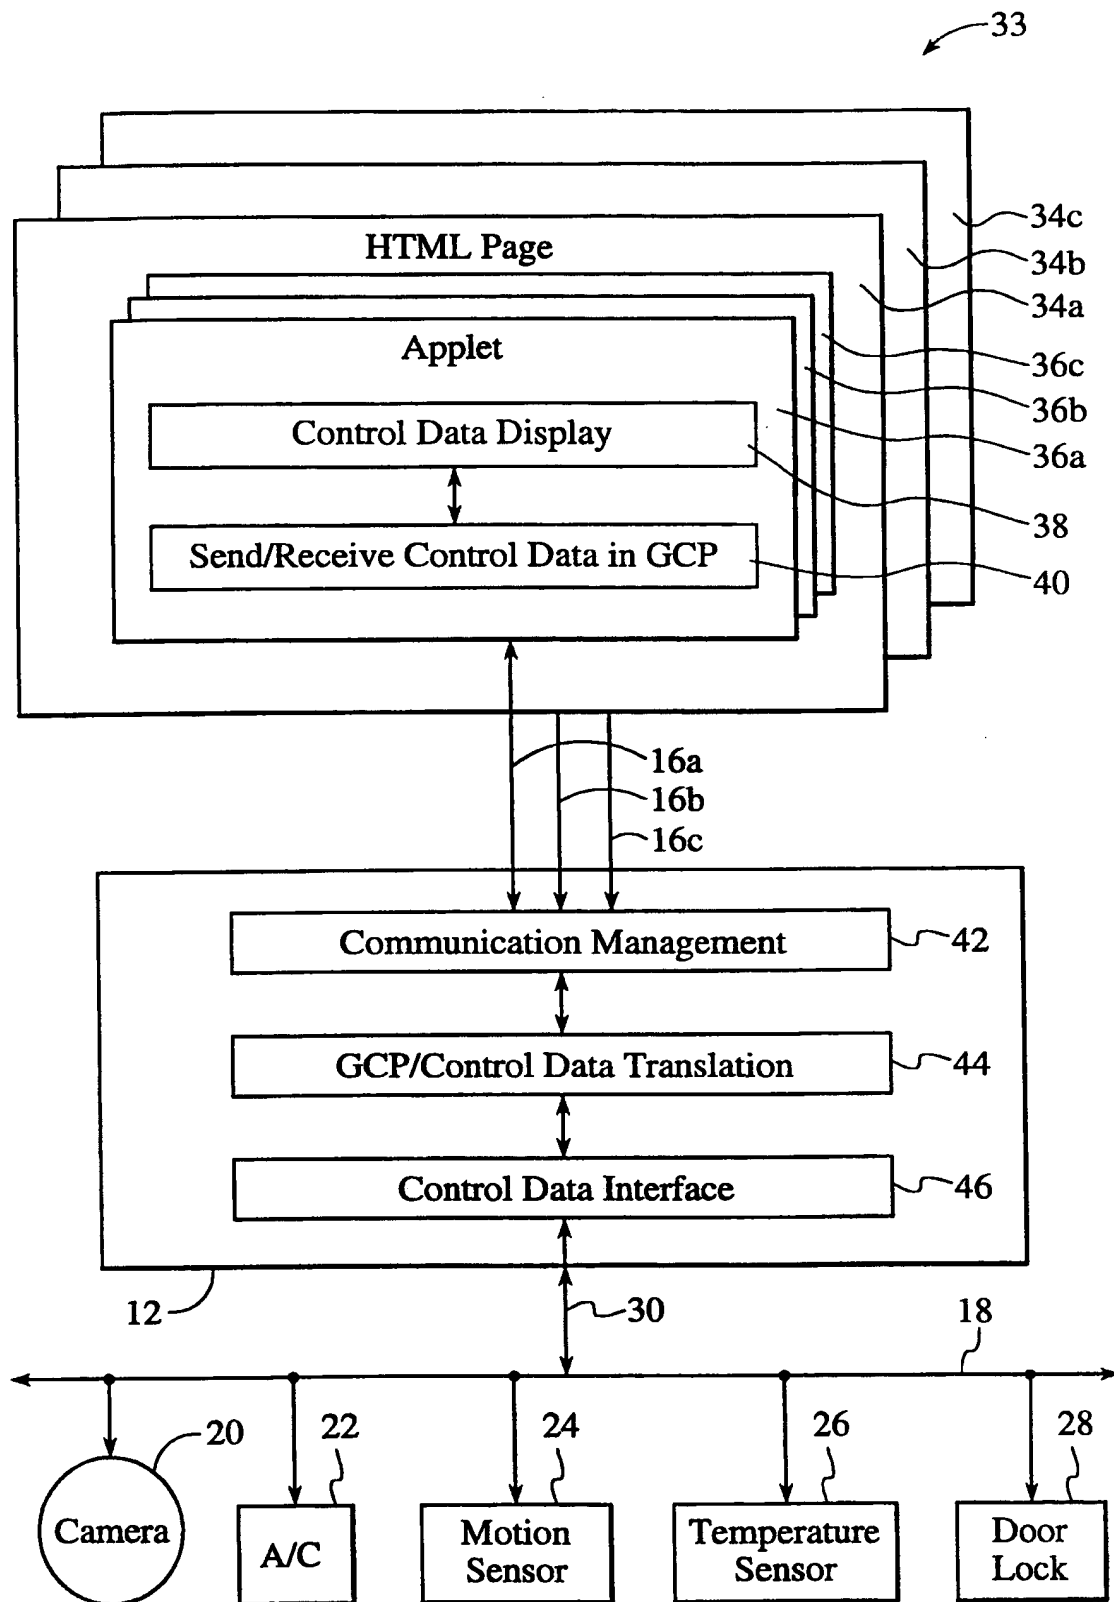 33
HTML Page
34c
34b
34a
Applet
36c
36b
36a
Control Data Display
38
Send/Receive Control Data in GCP
40
16a
16b
16c
Communication Management
42
GCP/Control Data Translation
44
Control Data Interface
46
12
30
18
20
22
24
26
28
Camera
A/C
Motion
Sensor
Temperature
Sensor
Door
Lock